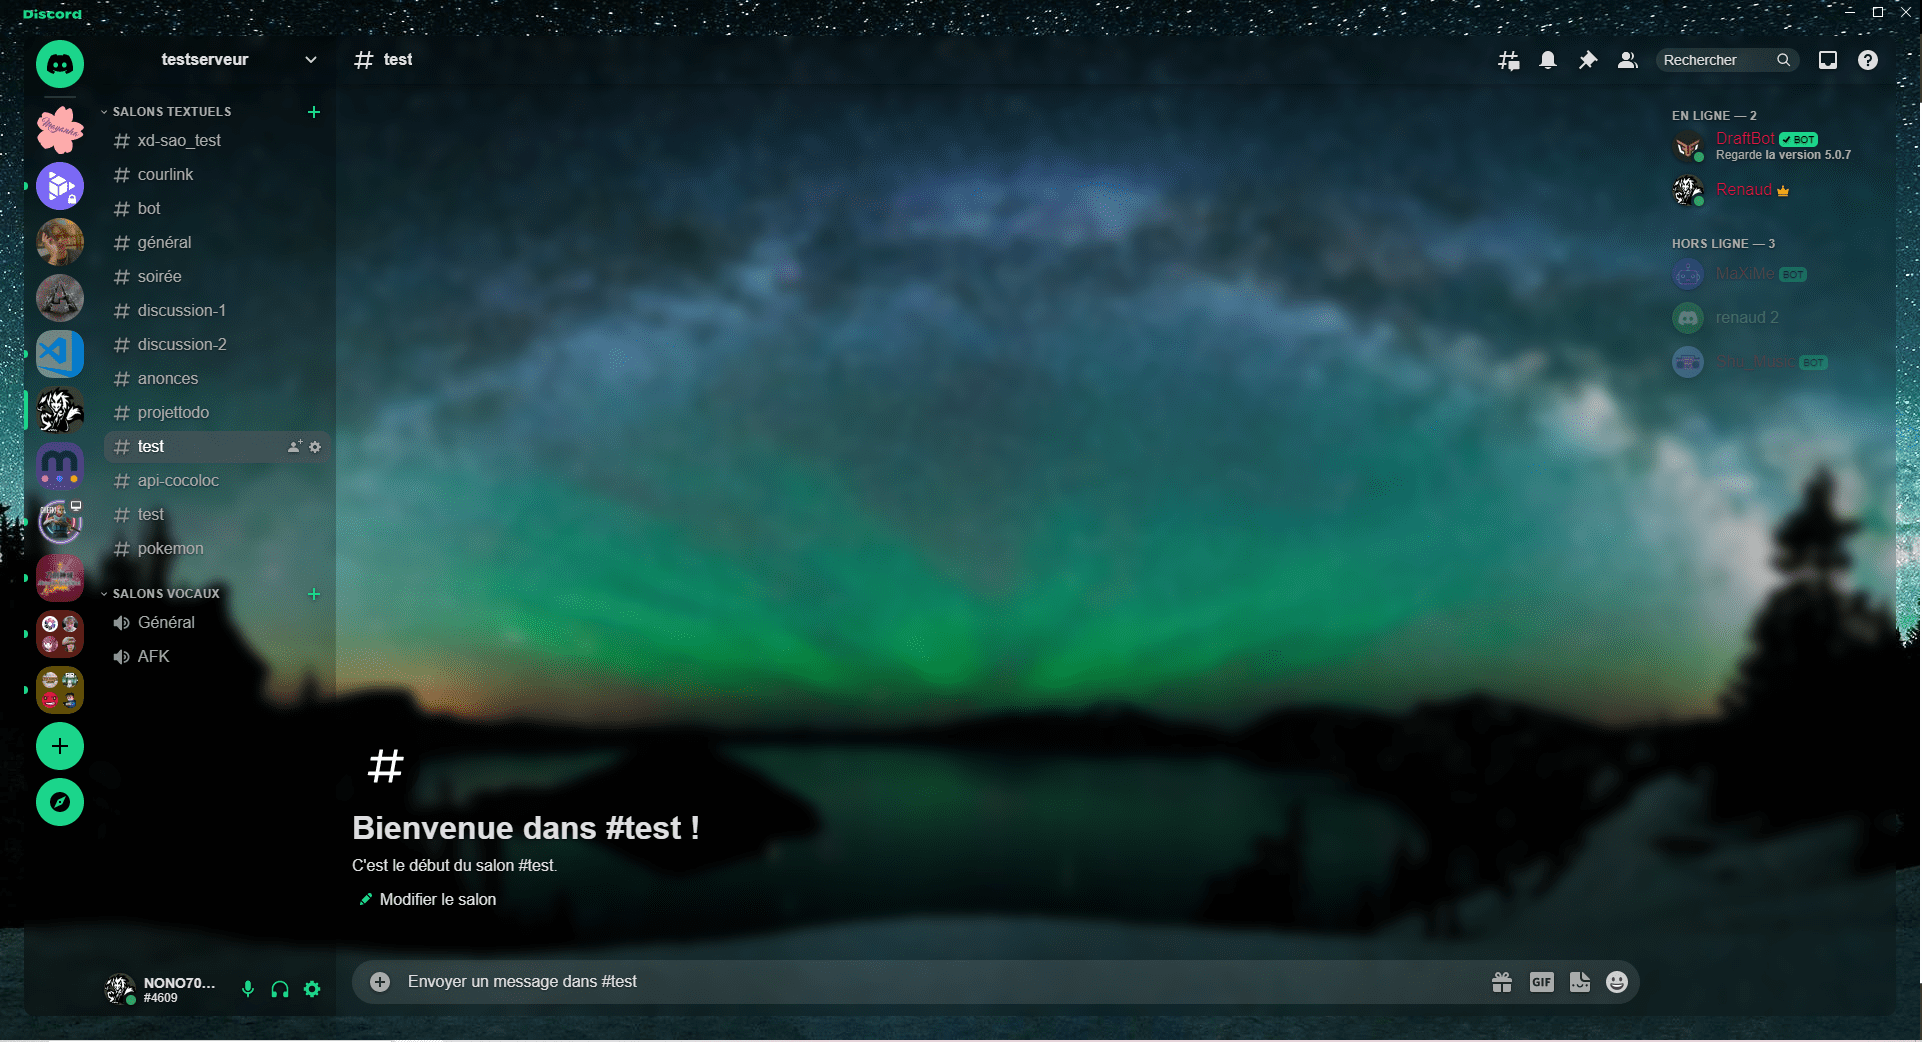 Discord
testserveur
# test
Rechercher
SALONS TEXTUELS
# xd-sao_test
# courlink
# bot
# général
# soirée
# discussion-1
# discussion-2
# anonces
# projettodo
# test
# api-cocoloc
# test
# pokemon
SALONS VOCAUX
Général
AFK
NONO70...
#4609
#
Bienvenue dans #test !
C'est le début du salon #test.
Modifier le salon
Envoyer un message dans #test
GIF
EN LIGNE — 2
DraftBot BOT
Regarde la version 5.0.7
Renaud
HORS LIGNE — 3
MaXiMe BOT
renaud 2
BOT